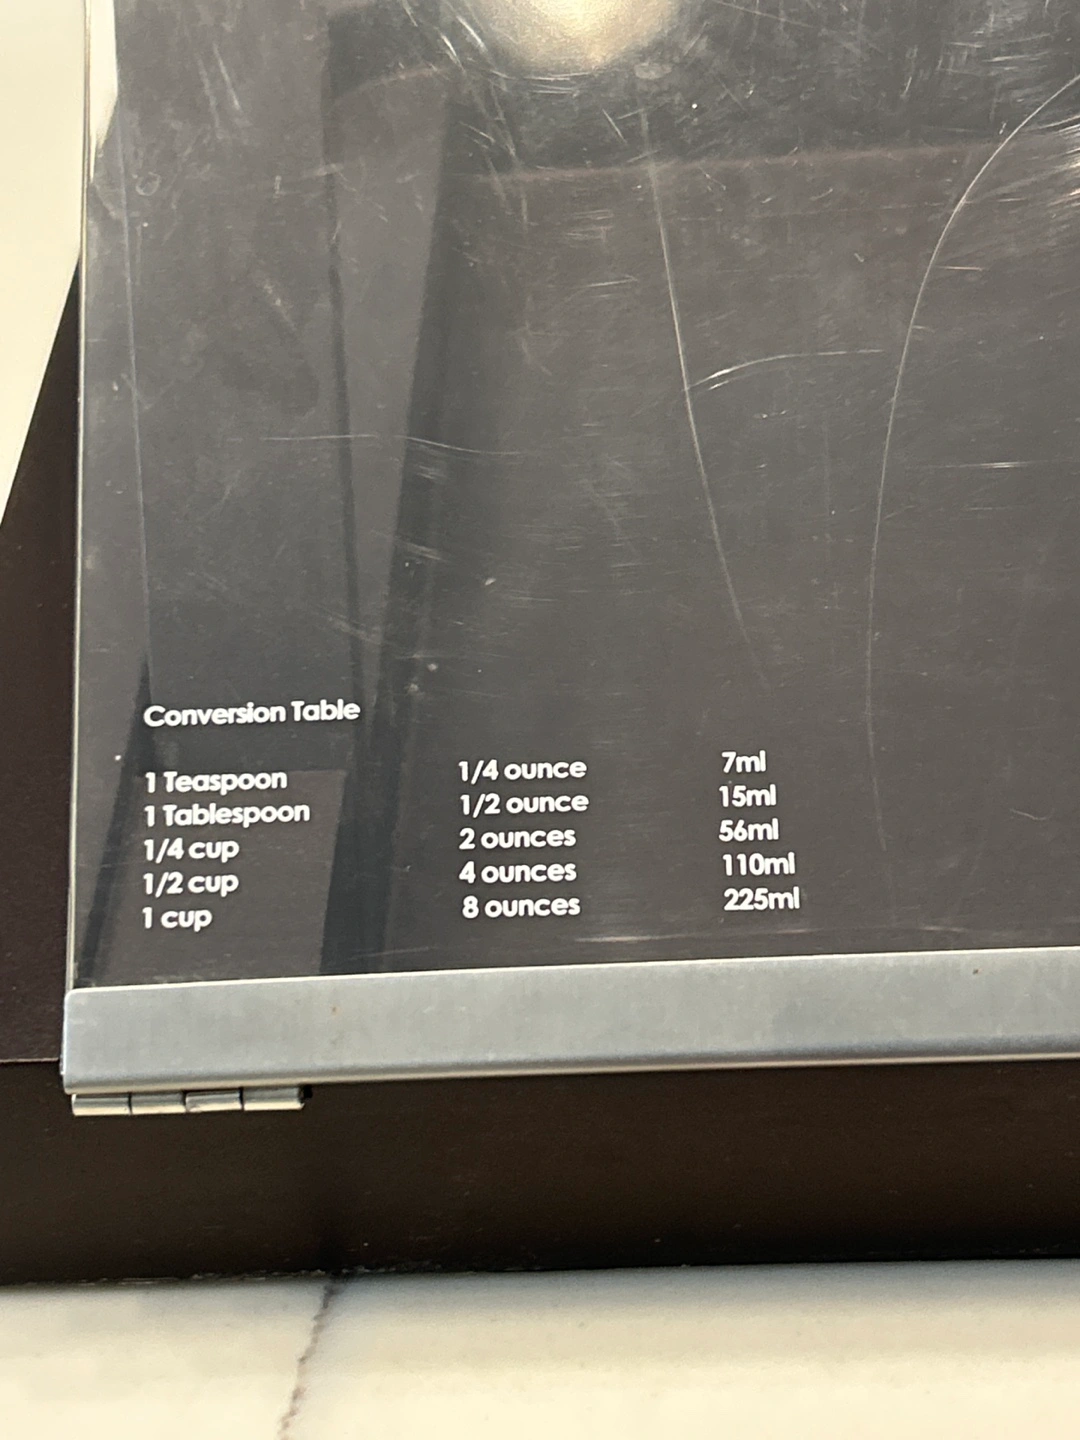 Conversion Table
1 Teaspoon 1/4 ounce 7ml
1 Tablespoon 1/2 ounce 15ml
1/4 cup 2 ounces 56ml
1/2 cup 4 ounces 110ml
1 cup 8 ounces 225ml